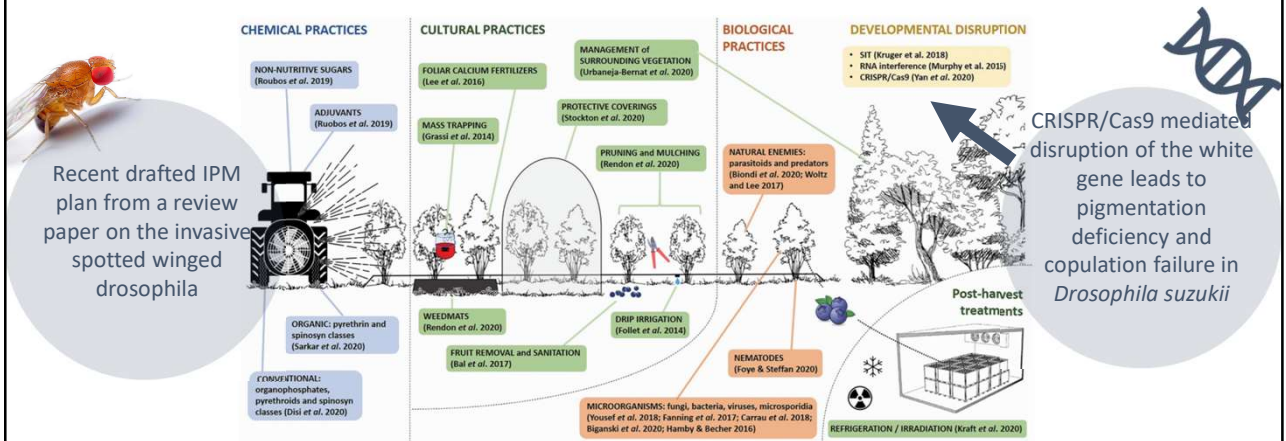 CHEMICAL PRACTICES
CULTURAL PRACTICES
BIOLOGICAL
PRACTICES
DEVELOPMENTAL DISRUPTION
Recent drafted IPM
plan from a review
paper on the invasive
spotted winged
drosophila
NON-NUTRITIVE SUGARS
(Roubos et al. 2019)
ADJUVANTS
(Ruobos et al. 2019)
ORGANIC: pyrethrin and
spinosyn classes
(Sarkar et al. 2020)
CONVENTIONAL:
organophosphates,
pyrethroids and spinosyn
classes (Disi et al. 2020)
FOLIAR CALCIUM FERTILIZERS
(Lee et al. 2016)
MASS TRAPPING
(Grassi et al. 2014)
MANAGEMENT of
SURROUNDING VEGETATION
(Urbaneja-Bernat et al. 2020)
PROTECTIVE COVERINGS
(Stockton et al. 2020)
PRUNING and MULCHING
(Rendon et al. 2020)
WEEDMATS
(Rendon et al. 2020)
FRUIT REMOVAL and SANITATION
(Bal et al. 2017)
DRIP IRRIGATION
(Follet et al. 2014)
NATURAL ENEMIES:
parasitoids and predators
(Biondi et al. 2020; Woltz
and Lee 2017)
NEMATODES
(Foye & Steffan 2020)
MICROORGANISMS: fungi, bacteria, viruses, microsporidia
(Yousef et al. 2018; Fanning et al. 2017; Carrau et al. 2018;
Biganski et al. 2020; Hamby & Becher 2016)
• SIT (Kruger et al. 2018)
• RNA interference (Murphy et al. 2015)
• CRISPR/Cas9 (Yan et al. 2020)
CRISPR/Cas9 mediated
disruption of the white
gene leads to
pigmentation
deficiency and
copulation failure in
Drosophila suzukii
Post-harvest
treatments
REFRIGERATION / IRRADIATION (Kraft et al. 2020)